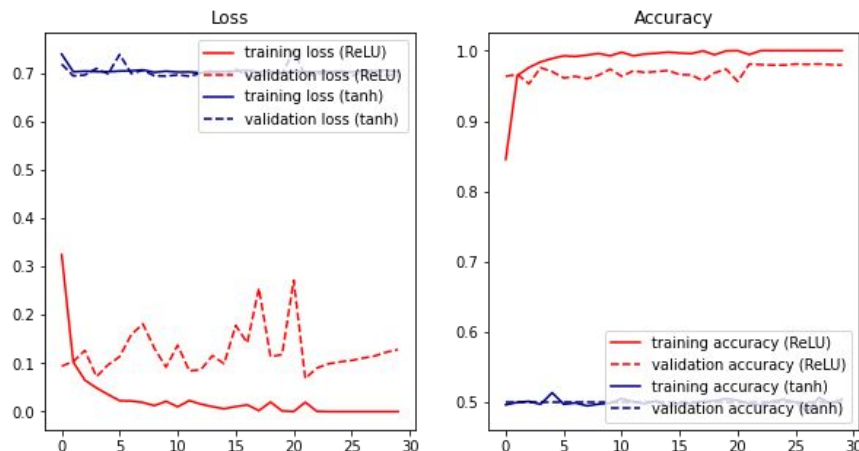 Loss
training loss (ReLU)
validation loss (ReLU)
training loss (tanh)
validation loss (tanh)
0.7
0.6
0.5
0.4
0.3
0.2
0.1
0.0
0 5 10 15 20 25 30
Accuracy
1.0
0.9
0.8
0.7
0.6
0.5
training accuracy (ReLU)
validation accuracy (ReLU)
training accuracy (tanh)
validation accuracy (tanh)
0 5 10 15 20 25 30